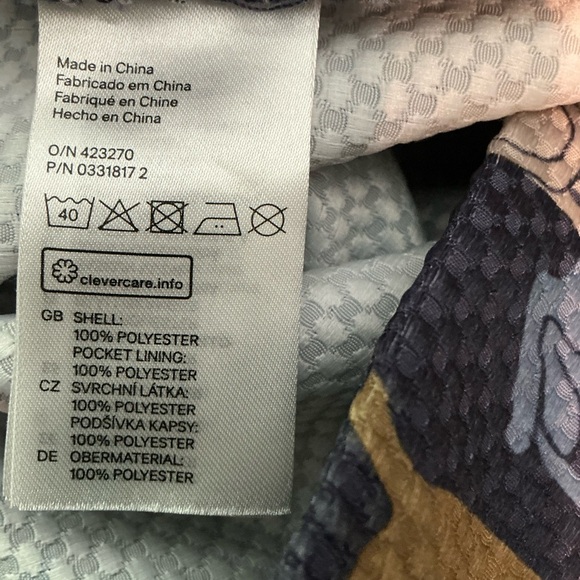 Made in China
Fabricado em China
Fabriqué en Chine
Hecho en China
O/N 423270
P/N 0331817 2
40
clevercare.info
GB SHELL:
100% POLYESTER
POCKET LINING:
100% POLYESTER
CZ SVRCHNÍ LÁTKA:
100% POLYESTER
PODŠÍVKA KAPSY:
100% POLYESTER
DE OBERMATERIAL:
100% POLYESTER